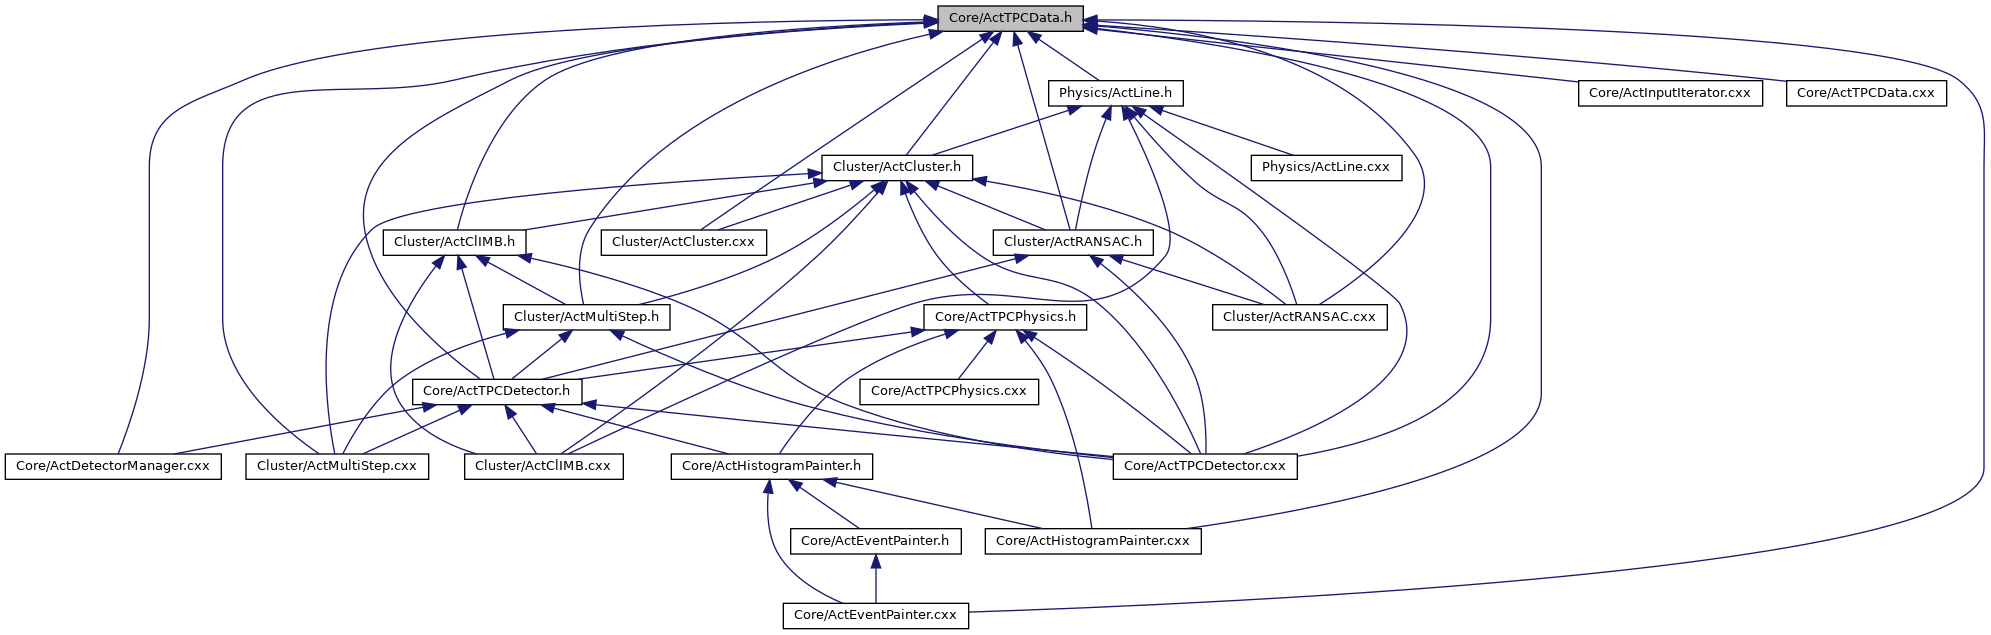 Core/ActTPCData.h
Physics/ActLine.h
Core/ActInputIterator.cxx
Core/ActTPCData.cxx
Cluster/ActCluster.h
Physics/ActLine.cxx
Cluster/ActClIMB.h
Cluster/ActCluster.cxx
Cluster/ActRANSAC.h
Cluster/ActMultiStep.h
Core/ActTPCPhysics.h
Cluster/ActRANSAC.cxx
Core/ActTPCDetector.h
Core/ActTPCPhysics.cxx
Core/ActDetectorManager.cxx
Cluster/ActMultiStep.cxx
Cluster/ActClIMB.cxx
Core/ActHistogramPainter.h
Core/ActTPCDetector.cxx
Core/ActEventPainter.h
Core/ActHistogramPainter.cxx
Core/ActEventPainter.cxx